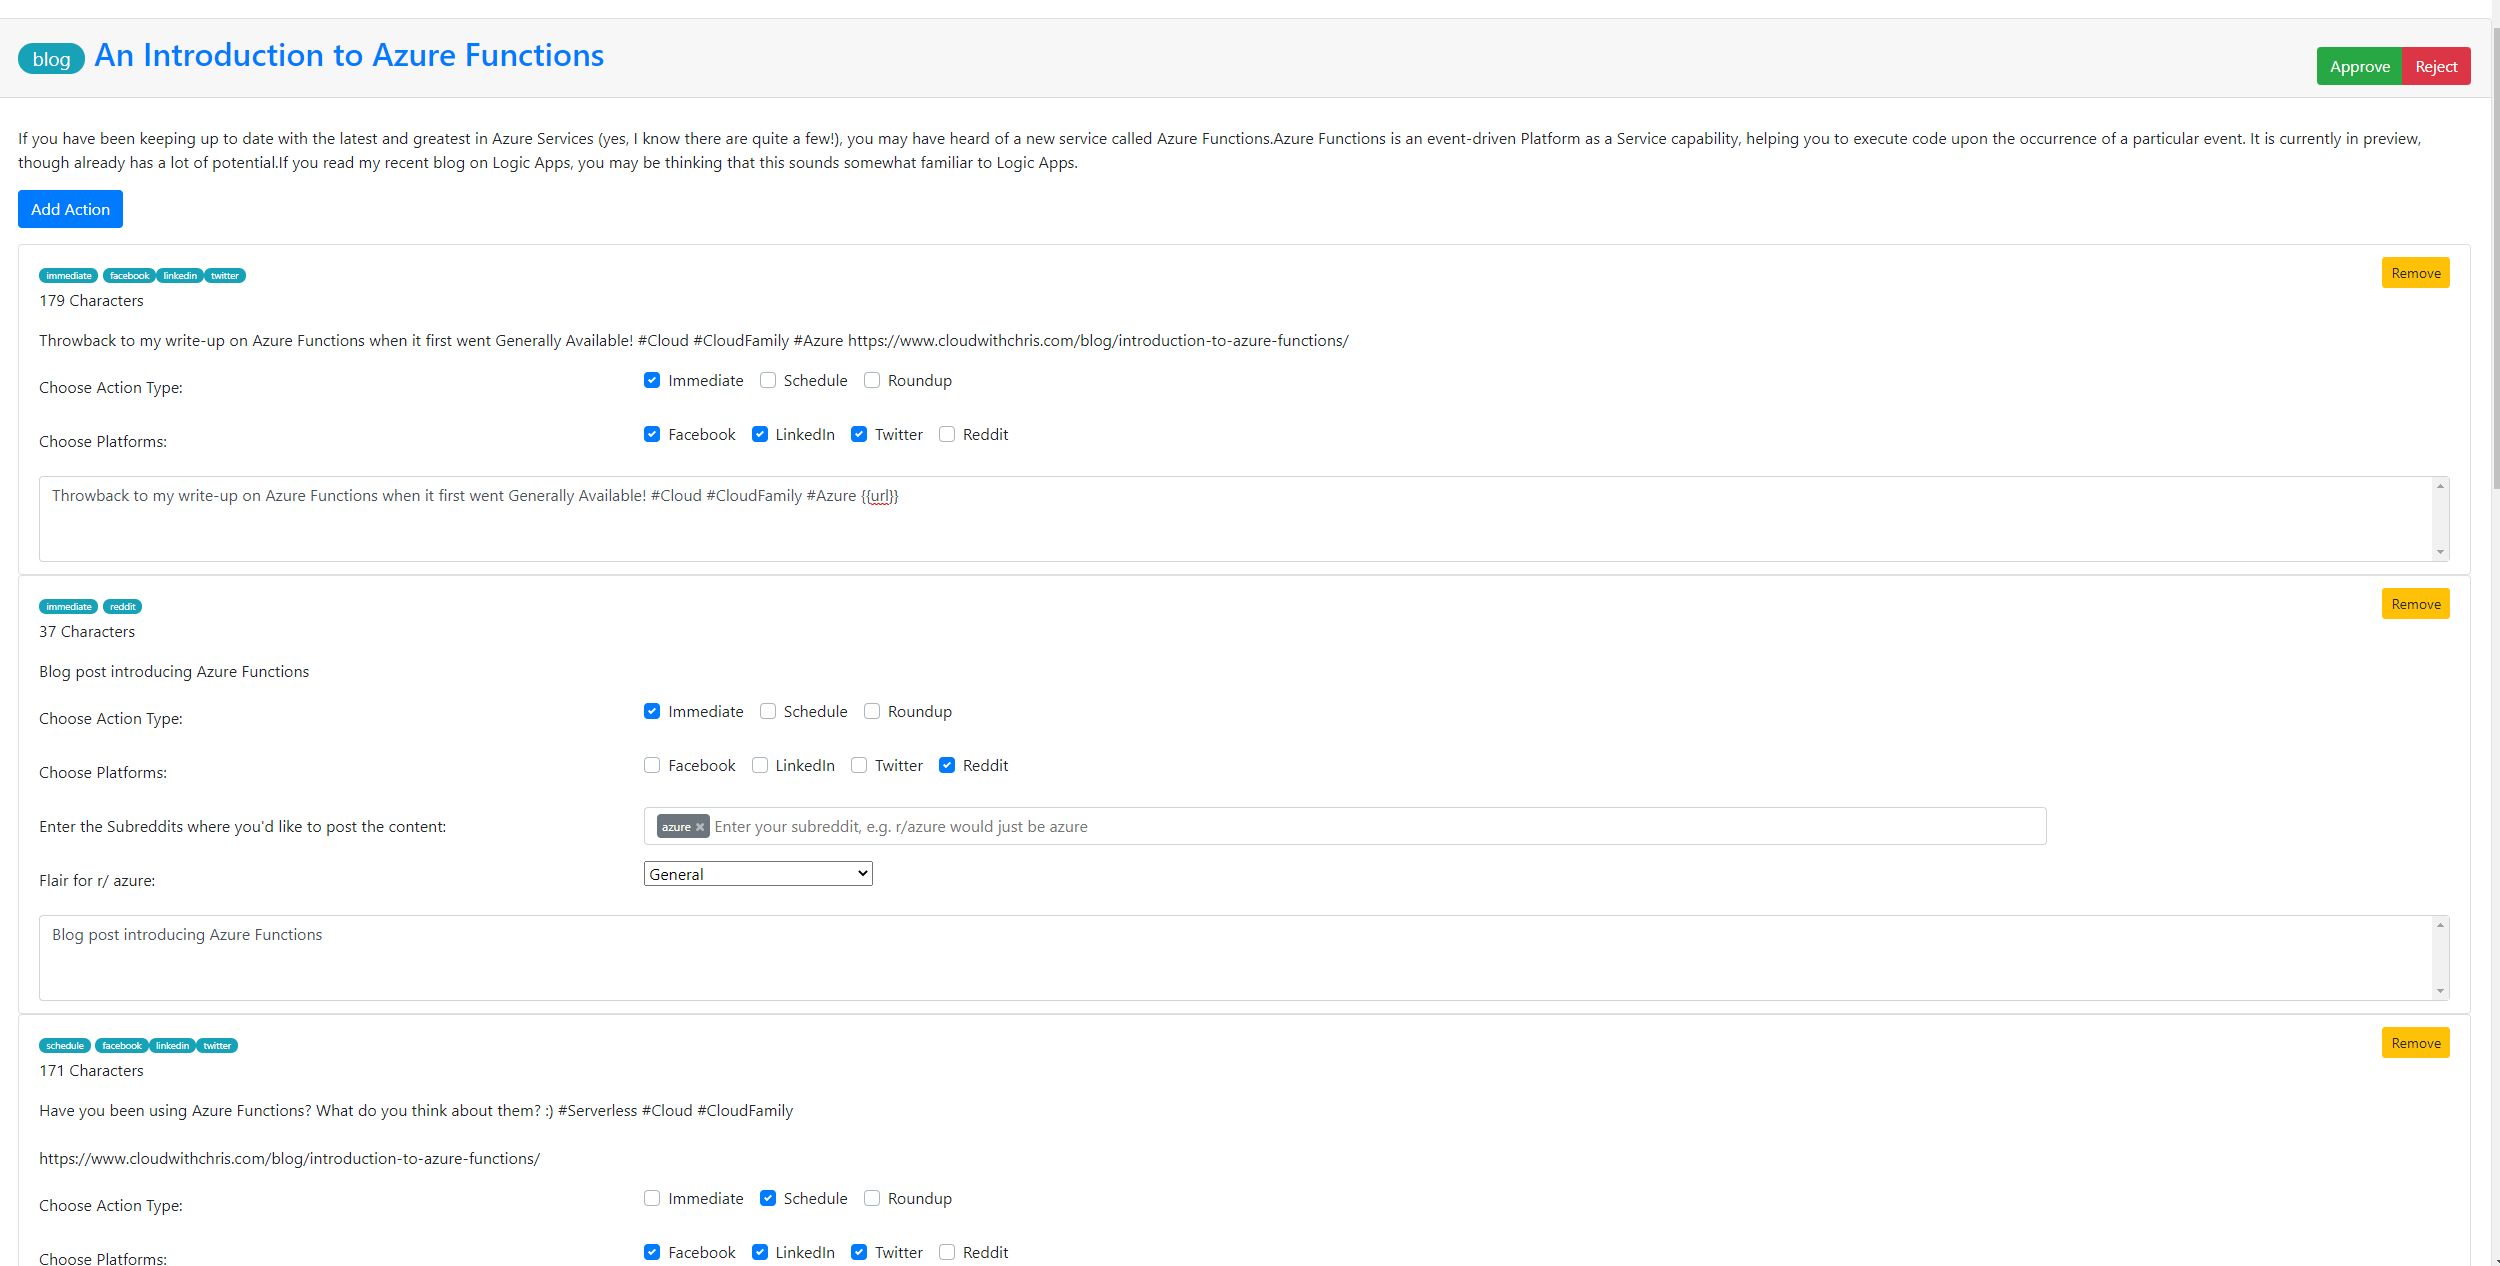 blog An Introduction to Azure Functions
Approve Reject
If you have been keeping up to date with the latest and greatest in Azure Services (yes, I know there are quite a few!), you may have heard of a new service called Azure Functions.Azure Functions is an event-driven Platform as a Service capability, helping you to execute code upon the occurrence of a particular event. It is currently in preview,
though already has a lot of potential.If you read my recent blog on Logic Apps, you may be thinking that this sounds somewhat familiar to Logic Apps.
Add Action
immediate facebook linkedin twitter
Remove
179 Characters
Throwback to my write-up on Azure Functions when it first went Generally Available! #Cloud #CloudFamily #Azure https://www.cloudwithchris.com/blog/introduction-to-azure-functions/
Choose Action Type: Immediate Schedule Roundup
Choose Platforms: Facebook LinkedIn Twitter Reddit
Throwback to my write-up on Azure Functions when it first went Generally Available! #Cloud #CloudFamily #Azure {{url}}
immediate reddit
Remove
37 Characters
Blog post introducing Azure Functions
Choose Action Type: Immediate Schedule Roundup
Choose Platforms: Facebook LinkedIn Twitter Reddit
Enter the Subreddits where you'd like to post the content: azure × Enter your subreddit, e.g. r/azure would just be azure
Flair for r/ azure: General
Blog post introducing Azure Functions
schedule facebook linkedin twitter
Remove
171 Characters
Have you been using Azure Functions? What do you think about them? :) #Serverless #Cloud #CloudFamily
https://www.cloudwithchris.com/blog/introduction-to-azure-functions/
Choose Action Type: Immediate Schedule Roundup
Choose Platforms: Facebook LinkedIn Twitter Reddit